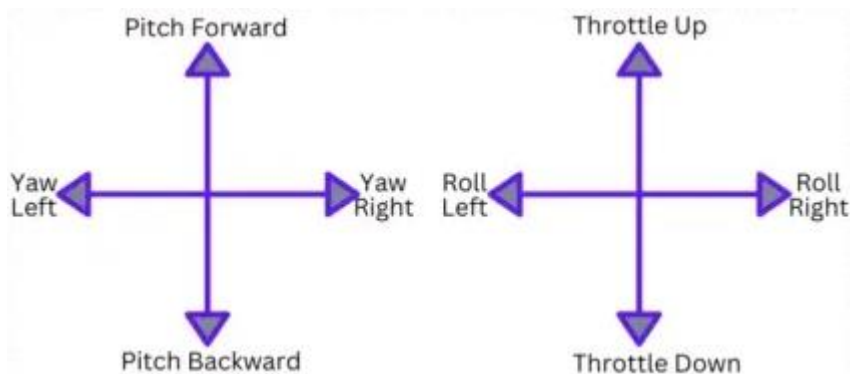 Pitch Forward
Yaw
Left
Yaw
Right
Pitch Backward
Throttle Up
Roll
Left
Roll
Right
Throttle Down